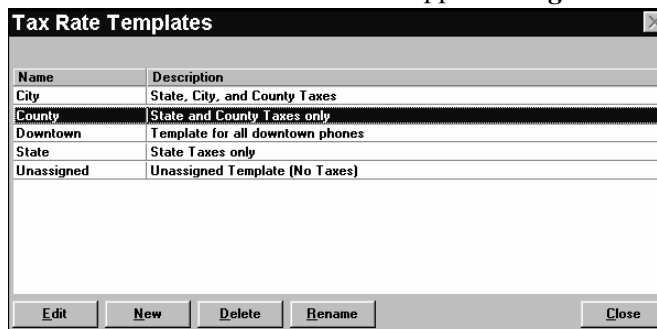 Tax Rate Templates
Name Description
City State, City, and County Taxes
County State and County Taxes only
Downtown Template for all downtown phones
State State Taxes only
Unassigned Unassigned Template (No Taxes)
Edit New Delete Rename Close